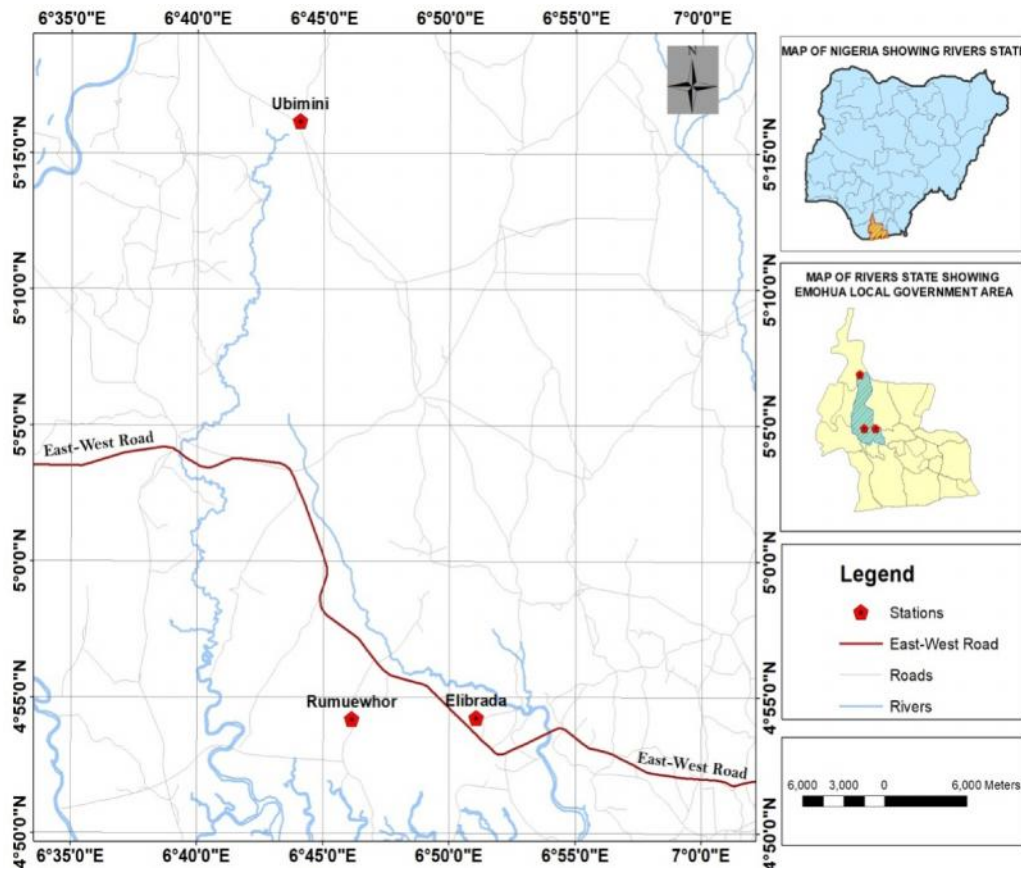 6°35'0"E 6°40'0"E 6°45'0"E 6°50'0"E 6°55'0"E 7°0'0"E
N
Ubimini
5°15'0"N
5°15'0"N
5°10'0"N
5°10'0"N
5°5'0"N
5°5'0"N
East-West Road
5°0'0"N
5°0'0"N
4°55'0"N
4°55'0"N
Rumuewhor
Elibrada
East-West Road
4°50'0"N
4°50'0"N
6°35'0"E 6°40'0"E 6°45'0"E 6°50'0"E 6°55'0"E 7°0'0"E
MAP OF NIGERIA SHOWING RIVERS STATE
MAP OF RIVERS STATE SHOWING
EMOHUA LOCAL GOVERNMENT AREA
Legend
Stations
East-West Road
Roads
Rivers
6,000 3,000 0 6,000 Meters